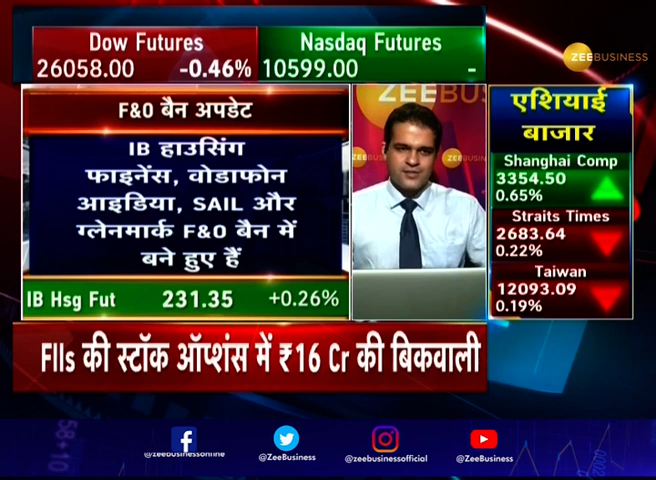 Dow Futures
26058.00 -0.46%
Nasdaq Futures
10599.00 -
ZEEBUSINESS
F&O बैन अपडेट
IB हाउसिंग
फाइनेंस, वोडाफोन
आइडिया, SAIL और
ग्लेनमार्क F&O बैन में
बने हुए हैं
IB Hsg Fut 231.35 +0.26%
ZEEBUS
ZEEBUSINESS
एशियाई
बाजार
Shanghai Comp
3354.50
0.65%
Straits Times
2683.64
0.22%
Taiwan
12093.09
0.19%
FIIs की स्टॉक ऑप्शंस में ₹16 Cr की बिकवाली
@zeebusinessonline
@ZeeBusiness
@zeebusinessofficial
@ZeeBusiness